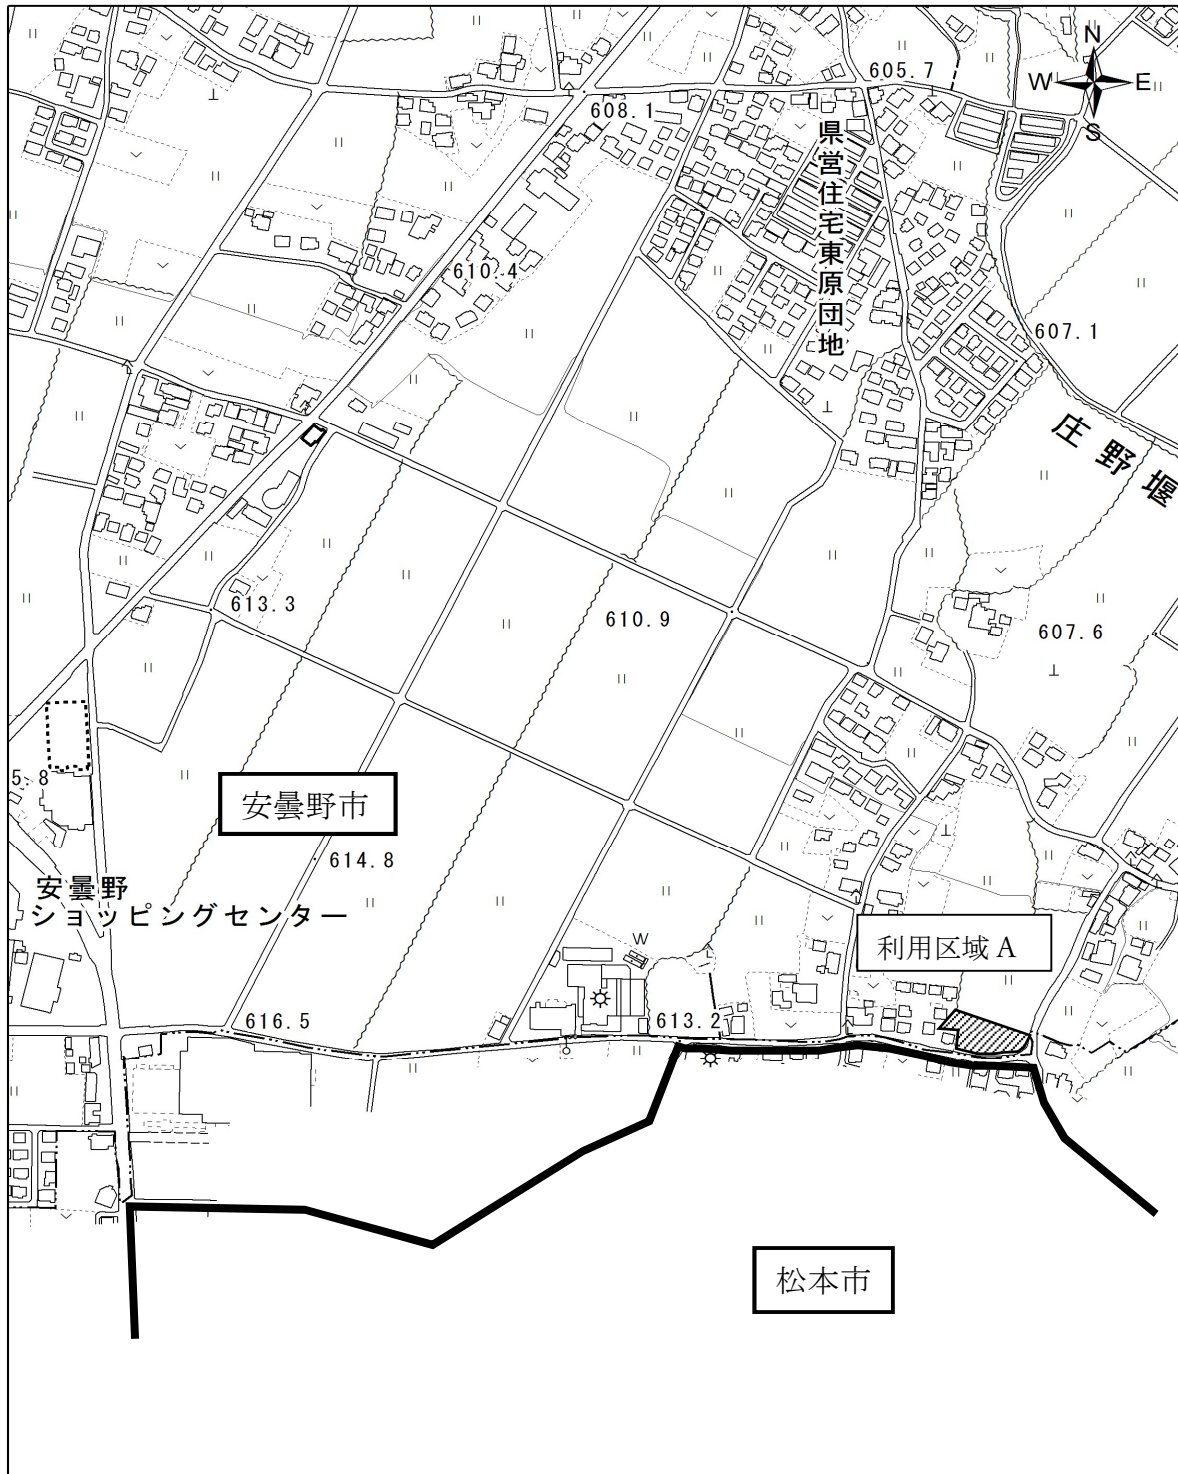 N
605.7
W
E
608.1
S
県営住宅東原団地
610.4
607.1
庄野堰
613.3
610.9
607.6
5.8
安曇野市
614.8
安曇野
ショッピングセンター
利用区域A
W
616.5
613.2
松本市